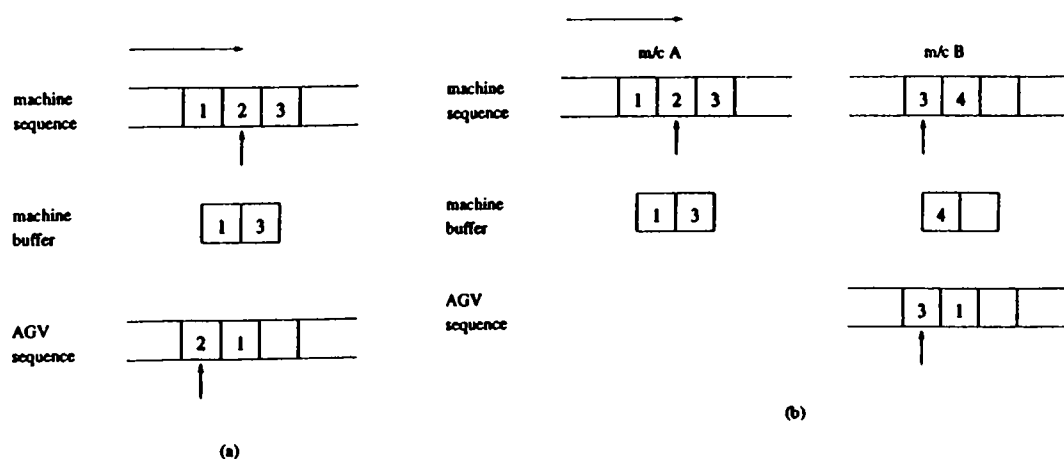 machine
sequence
1 2 3
machine
buffer
1 3
AGV
sequence
2 1
(a)
m/c A
m/c B
machine
sequence
1 2 3
3 4
machine
buffer
1 3
4
AGV
sequence
3 1
(b)